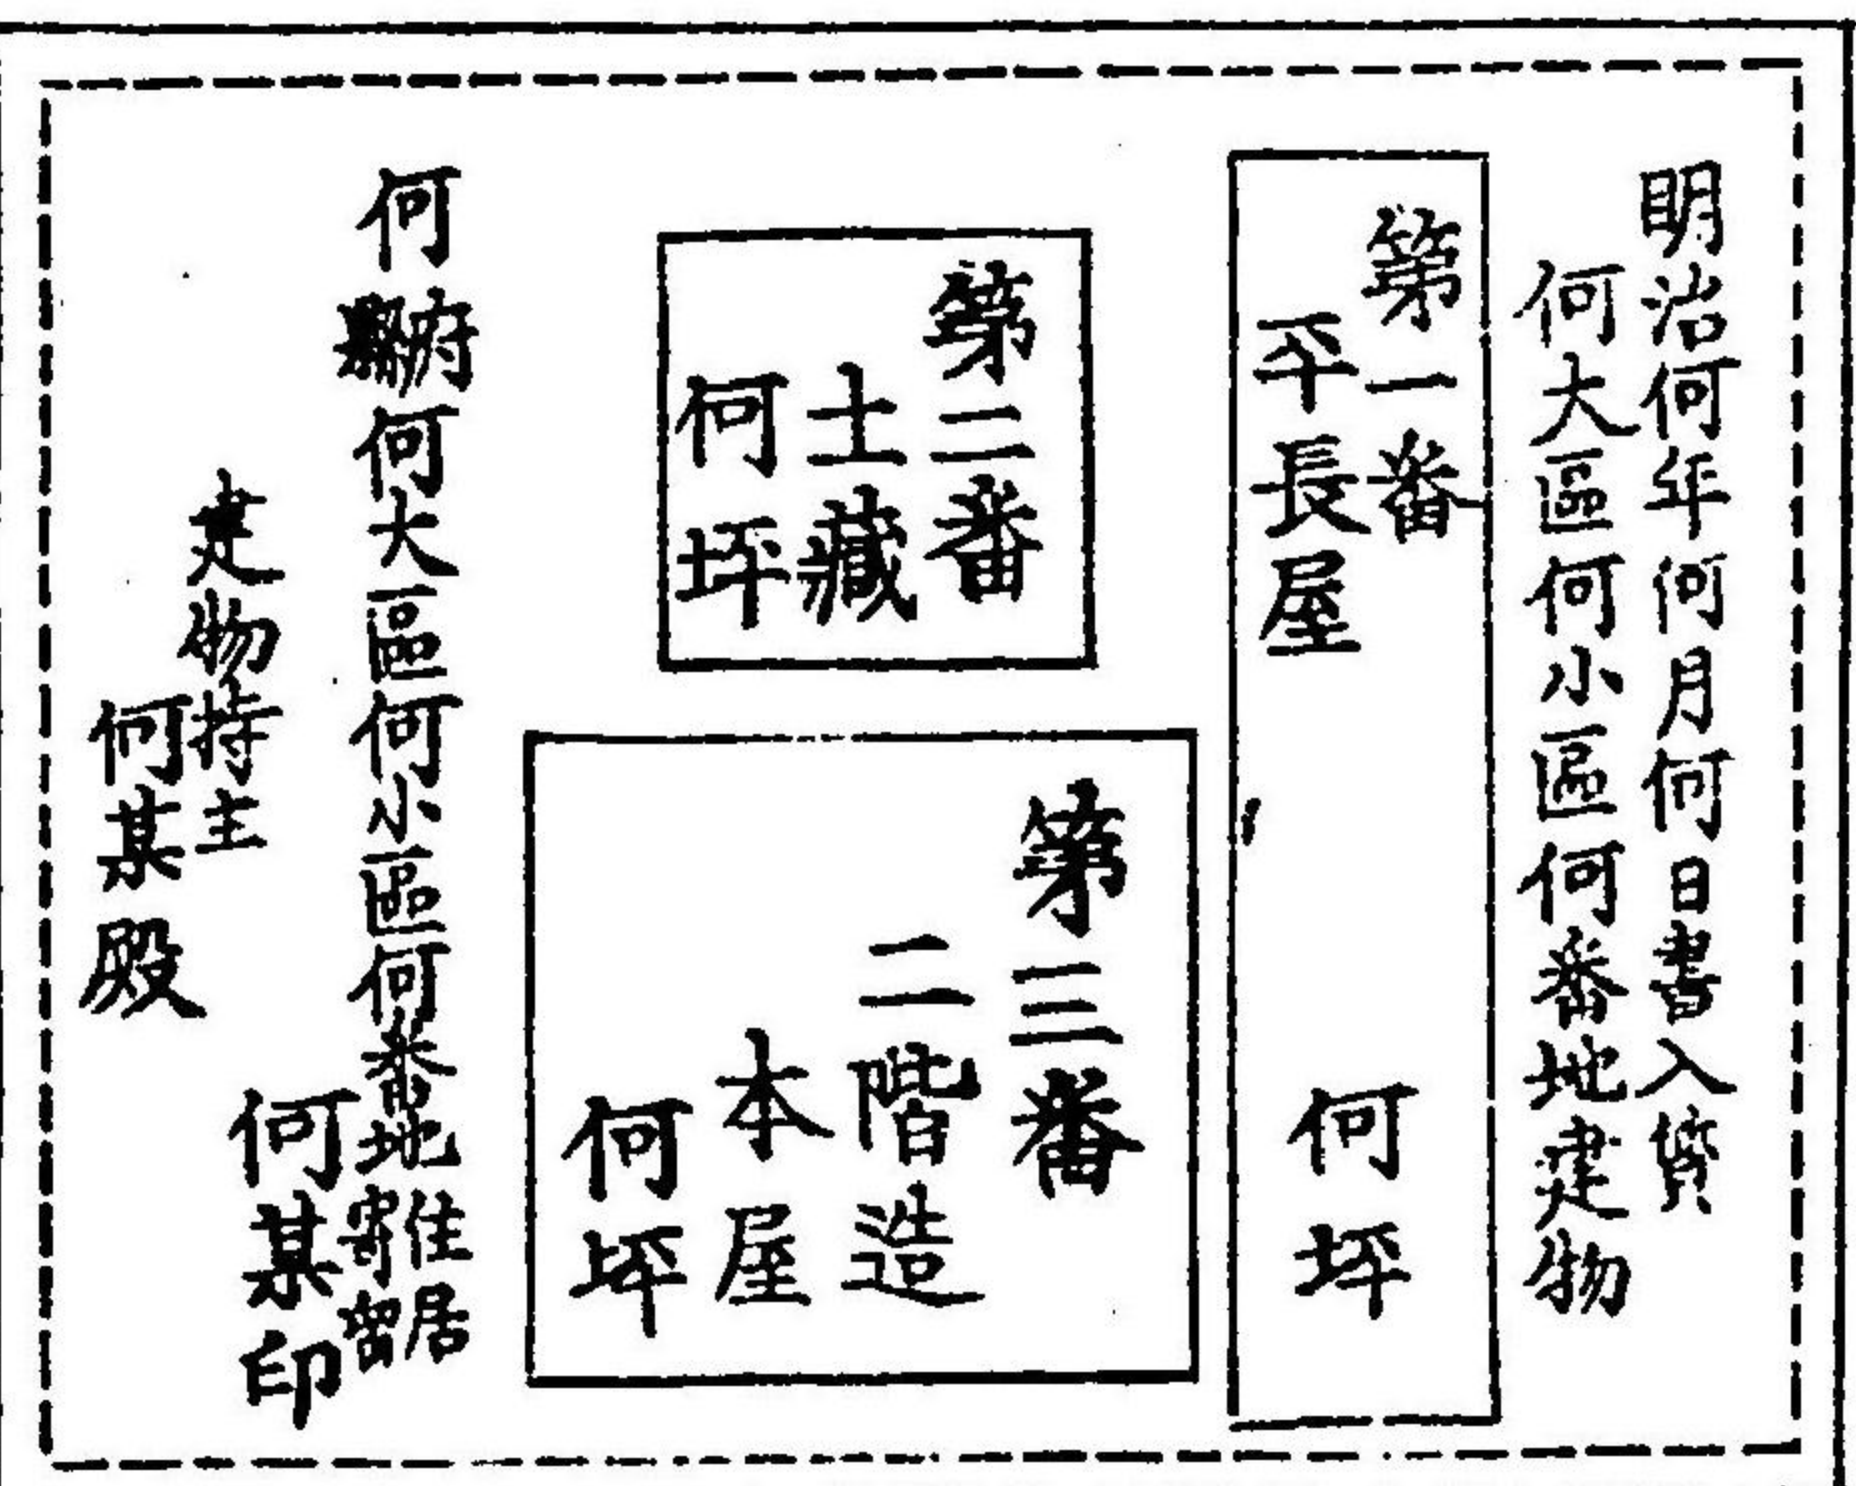 明治何年何月何日書入質
何大區何小區何番地建物
第一番
平長屋
何坪
第二番
土藏
何坪
第三番
二階造
本屋
何坪
何府縣何大區何小區何番地住居寄留
何某印
建物持主
何某殿